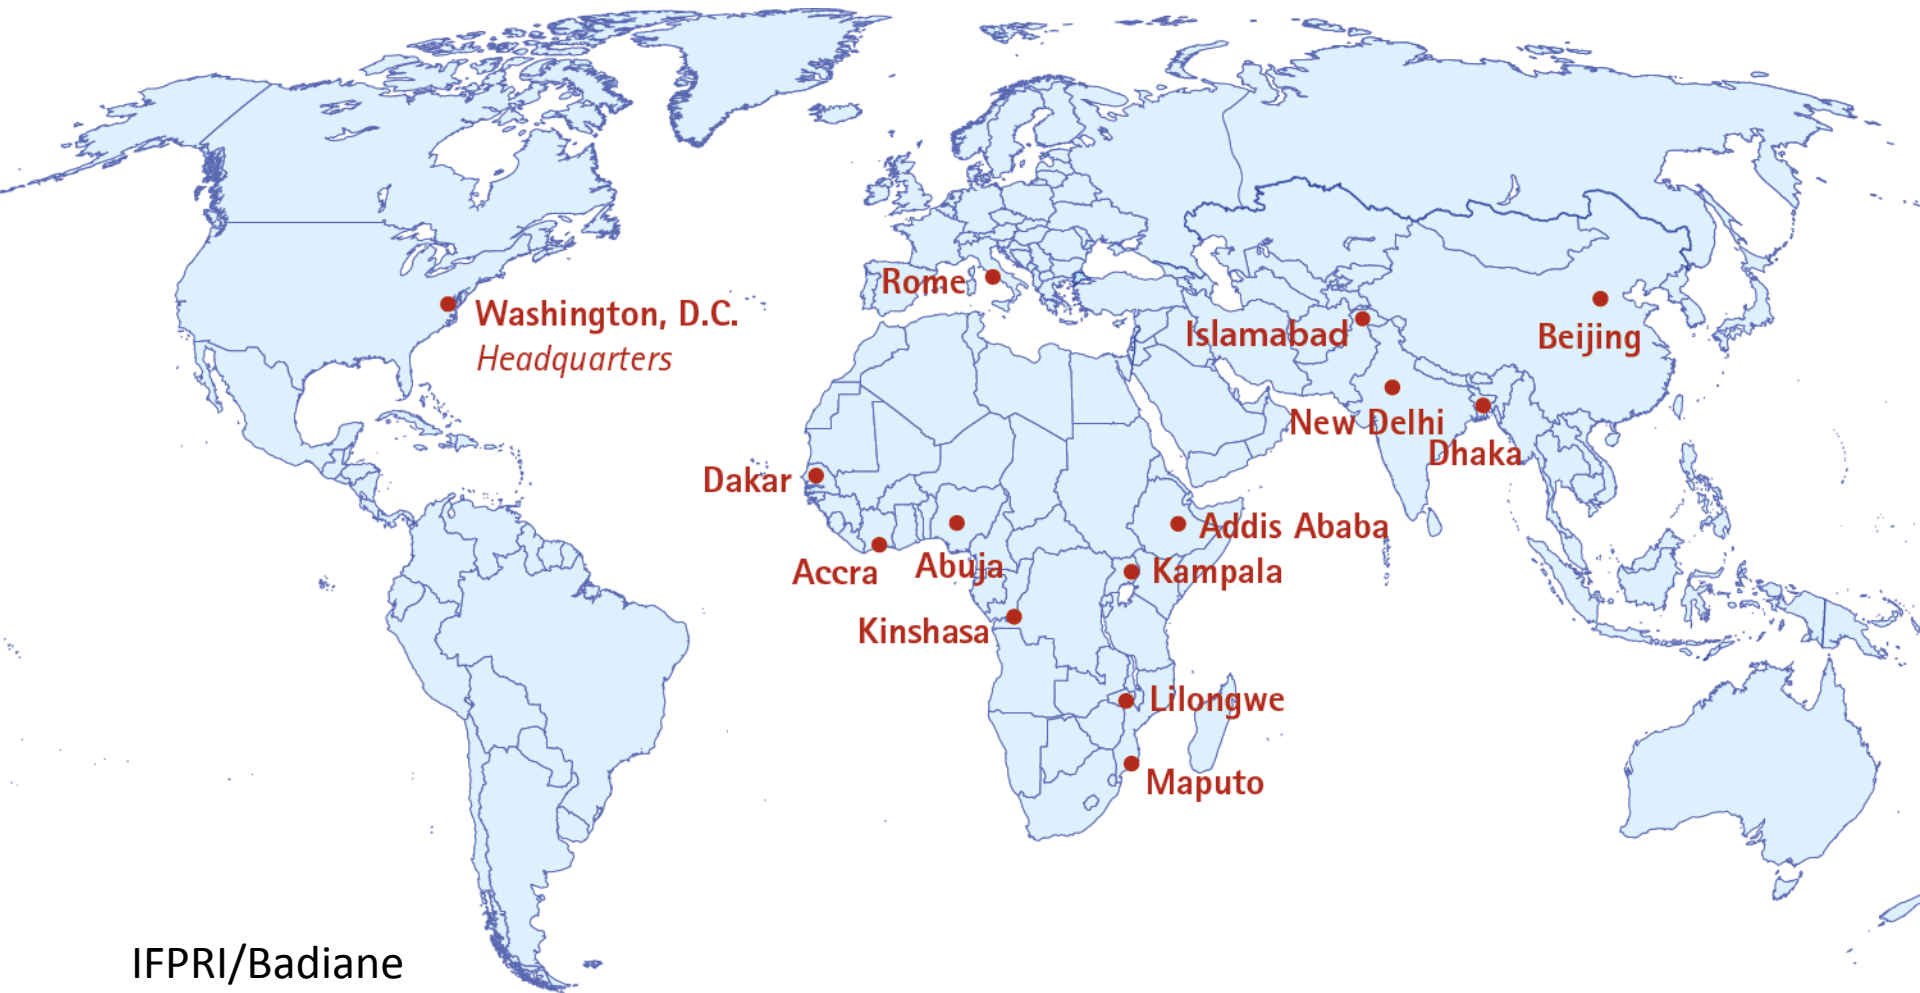 Rome
Washington, D.C.
Headquarters
Islamabad
Beijing
New Delhi
Dhaka
Dakar
Addis Ababa
Accra
Abuja
Kampala
Kinshasa
Lilongwe
Maputo
IFPRI/Badiane